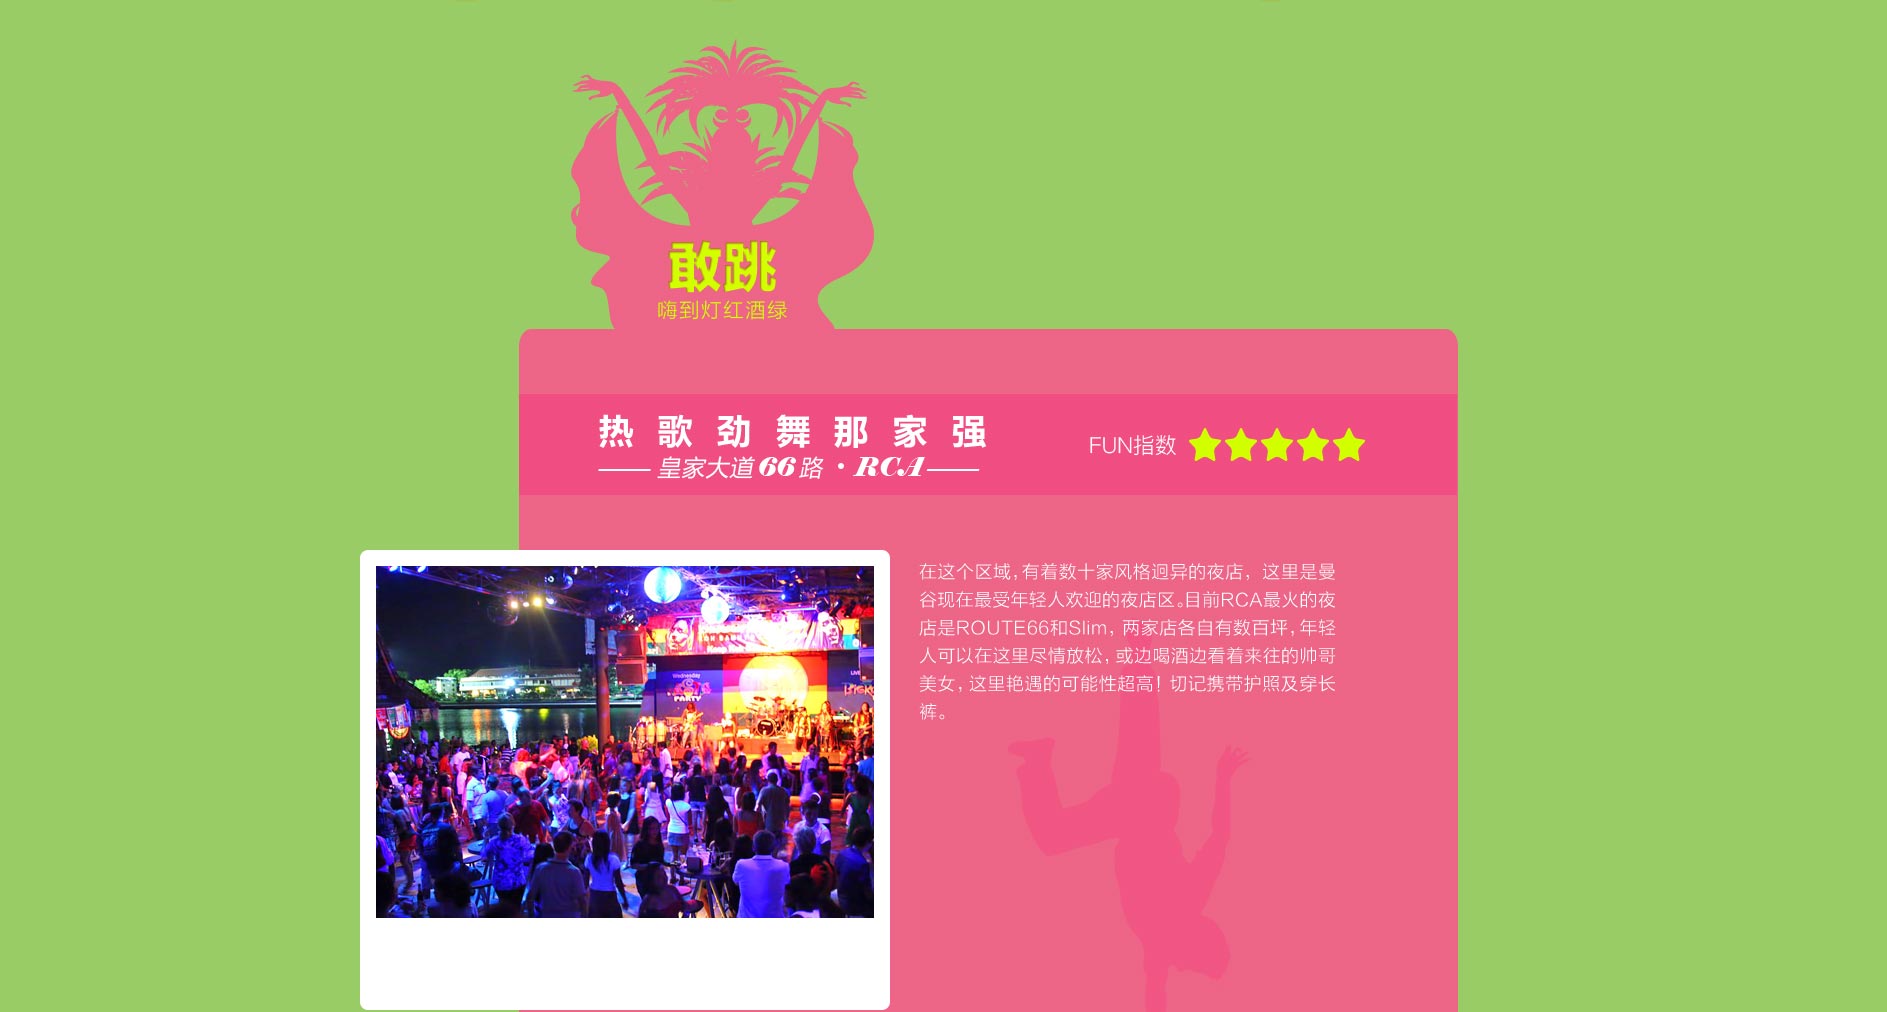 敢跳
嗨到灯红酒绿
热歌劲舞那家强
皇家大道66路·RCA
FUN指数
在这个区域,有着数十家风格迥异的夜店,这里是曼
谷现在最受年轻人欢迎的夜店区。目前RCA最火的夜
店是ROUTE66和Slim,两家店各自有数百坪,年轻
人可以在这里尽情放松,或边喝酒边看着来往的帅哥
美女,这里艳遇的可能性超高!切记携带护照及穿长
裤。
Wednesday
PARTY